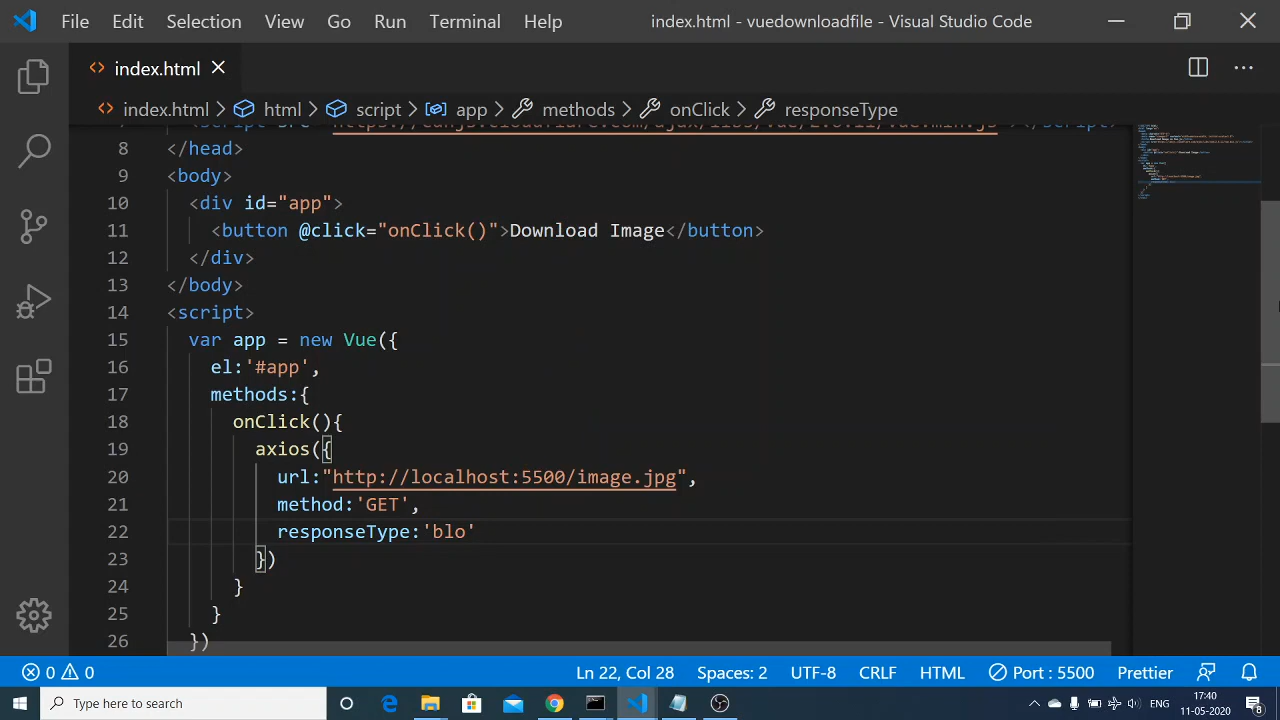 File Edit Selection View Go Run Terminal Help index.html - vuedownloadfile - Visual Studio Code
<> index.html
<> index.html > html > script > app > methods > onClick > responseType
8 </head>
9 <body>
10 <div id="app">
11 <button @click="onClick()">Download Image</button>
12 </div>
13 </body>
14 <script>
15 var app = new Vue({
16 el:'#app',
17 methods:{
18 onClick(){
19 axios({
20 url:"http://localhost:5500/image.jpg",
21 method:'GET',
22 responseType:'blo'
23 })
24 }
25 }
26 })
0 0 Ln 22, Col 28 Spaces: 2 UTF-8 CRLF HTML Port : 5500 Prettier
Type here to search
ENG
17:40
11-05-2020
8